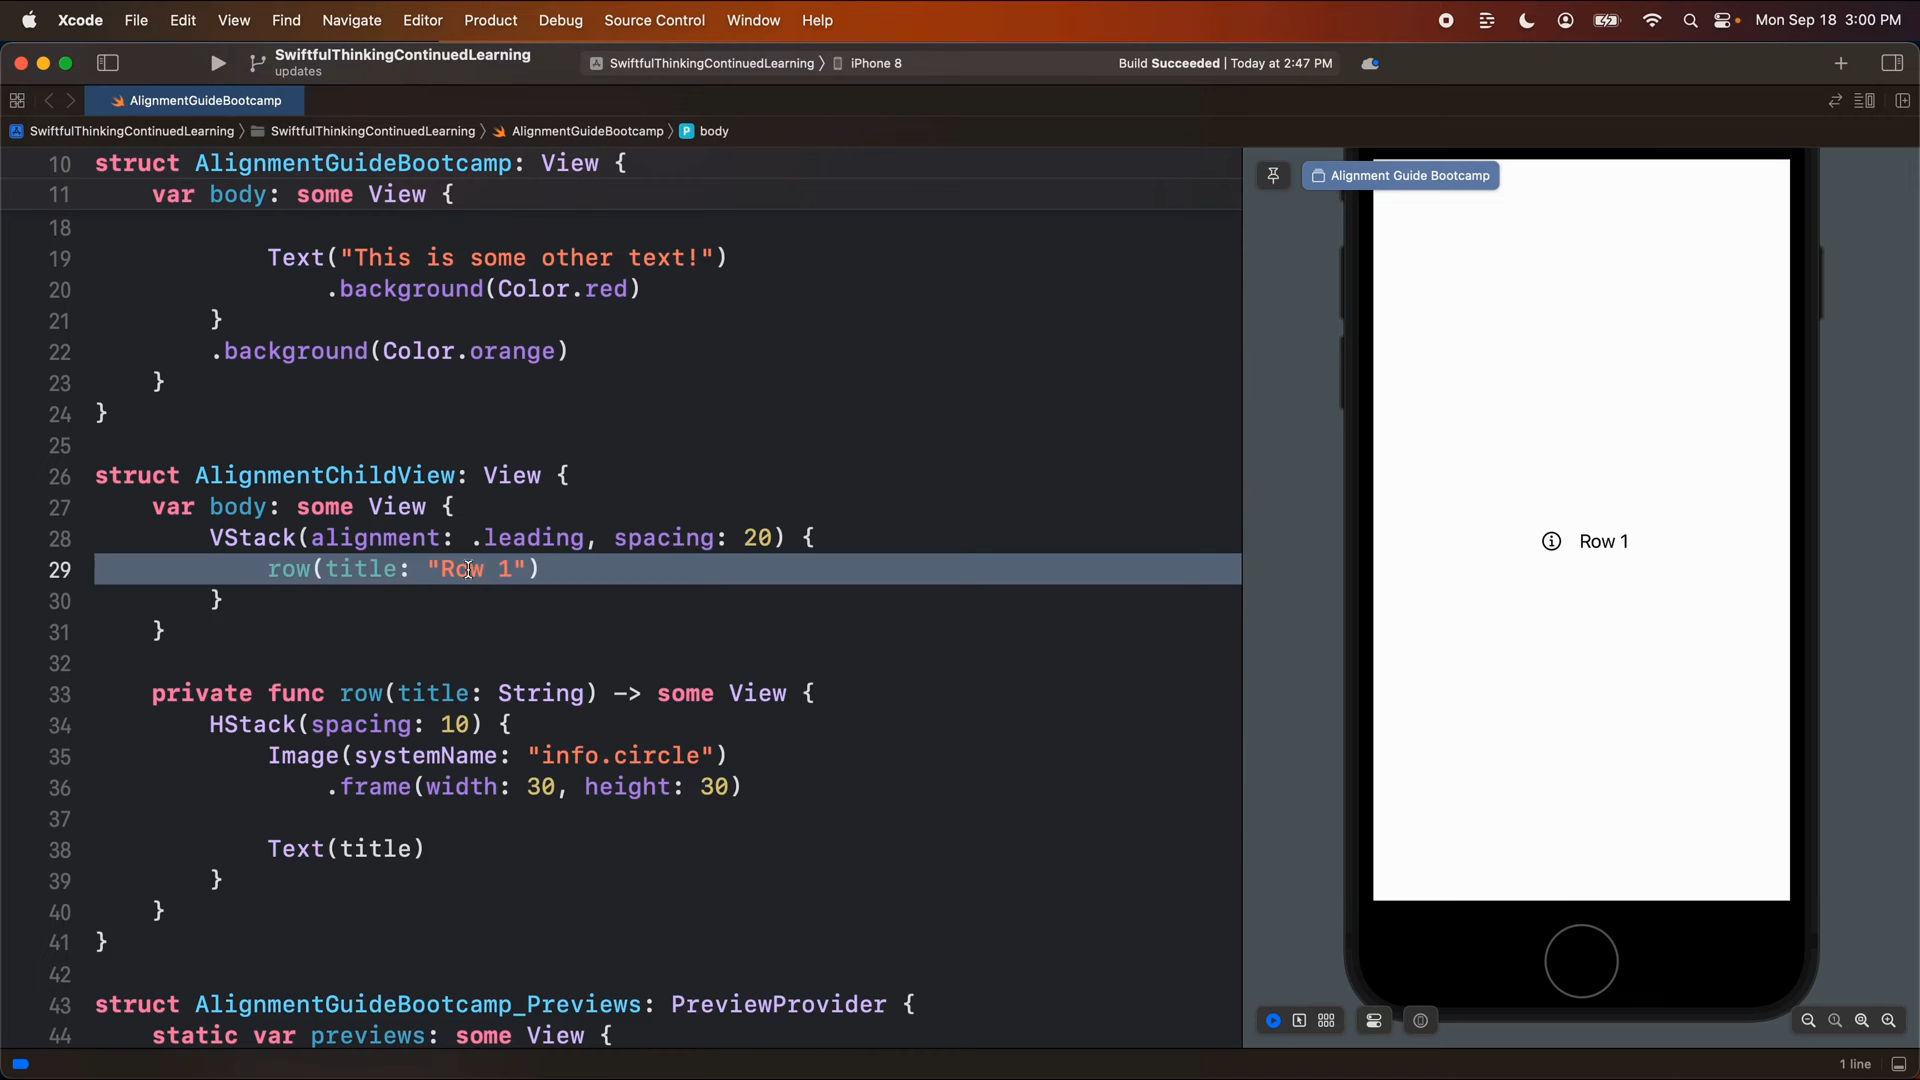 Xcode File Edit View Find Navigate Editor Product Debug Source Control Window Help Mon Sep 18 3:00 PM
SwiftfulThinkingContinuedLearning
updates
SwiftfulThinkingContinuedLearning 〉 iPhone 8 Build Succeeded | Today at 2:47 PM
AlignmentGuideBootcamp
SwiftfulThinkingContinuedLearning 〉 SwiftfulThinkingContinuedLearning 〉 AlignmentGuideBootcamp 〉 P body
10 struct AlignmentGuideBootcamp: View {
11 var body: some View {
18
19 Text("This is some other text!")
20 .background(Color.red)
21 }
22 .background(Color.orange)
23 }
24 }
25
26 struct AlignmentChildView: View {
27 var body: some View {
28 VStack(alignment: .leading, spacing: 20) {
29 row(title: "Row 1")
30 }
31 }
32
33 private func row(title: String) -> some View {
34 HStack(spacing: 10) {
35 Image(systemName: "info.circle")
36 .frame(width: 30, height: 30)
37
38 Text(title)
39 }
40 }
41 }
42
43 struct AlignmentGuideBootcamp_Previews: PreviewProvider {
44 static var previews: some View {
Alignment Guide Bootcamp
Row 1
1 line